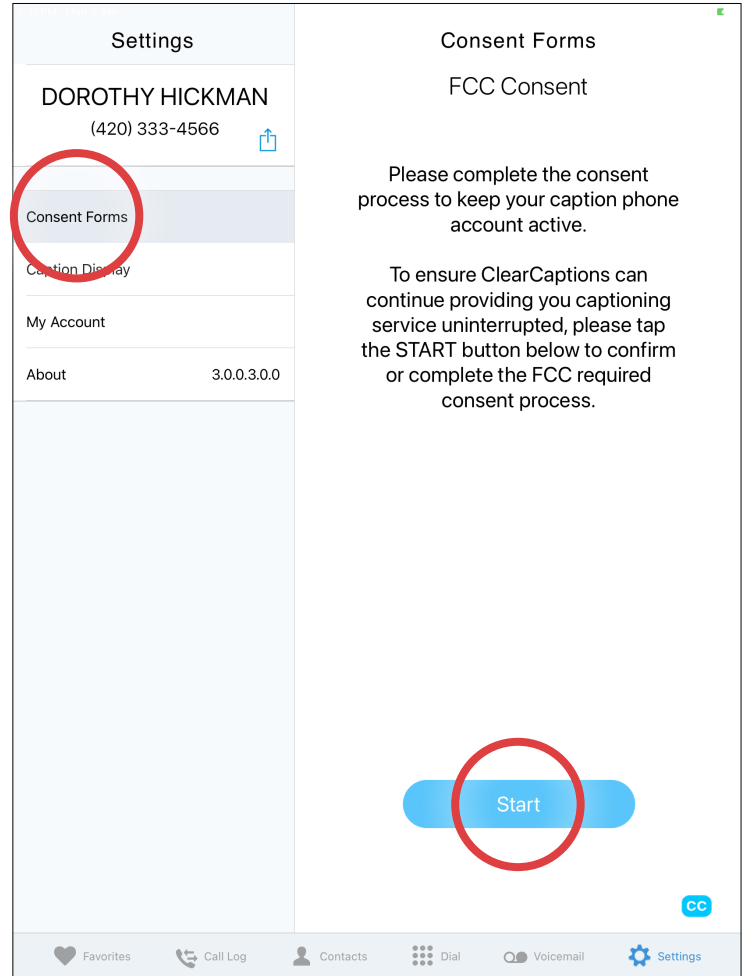 Settings
DOROTHY HICKMAN
(420) 333-4566
Consent Forms
Caption Display
My Account
About 3.0.0.3.0.0
Consent Forms
FCC Consent
Please complete the consent
process to keep your caption phone
account active.
To ensure ClearCaptions can
continue providing you captioning
service uninterrupted, please tap
the START button below to confirm
or complete the FCC required
consent process.
Start
CC
Favorites Call Log Contacts Dial Voicemail Settings